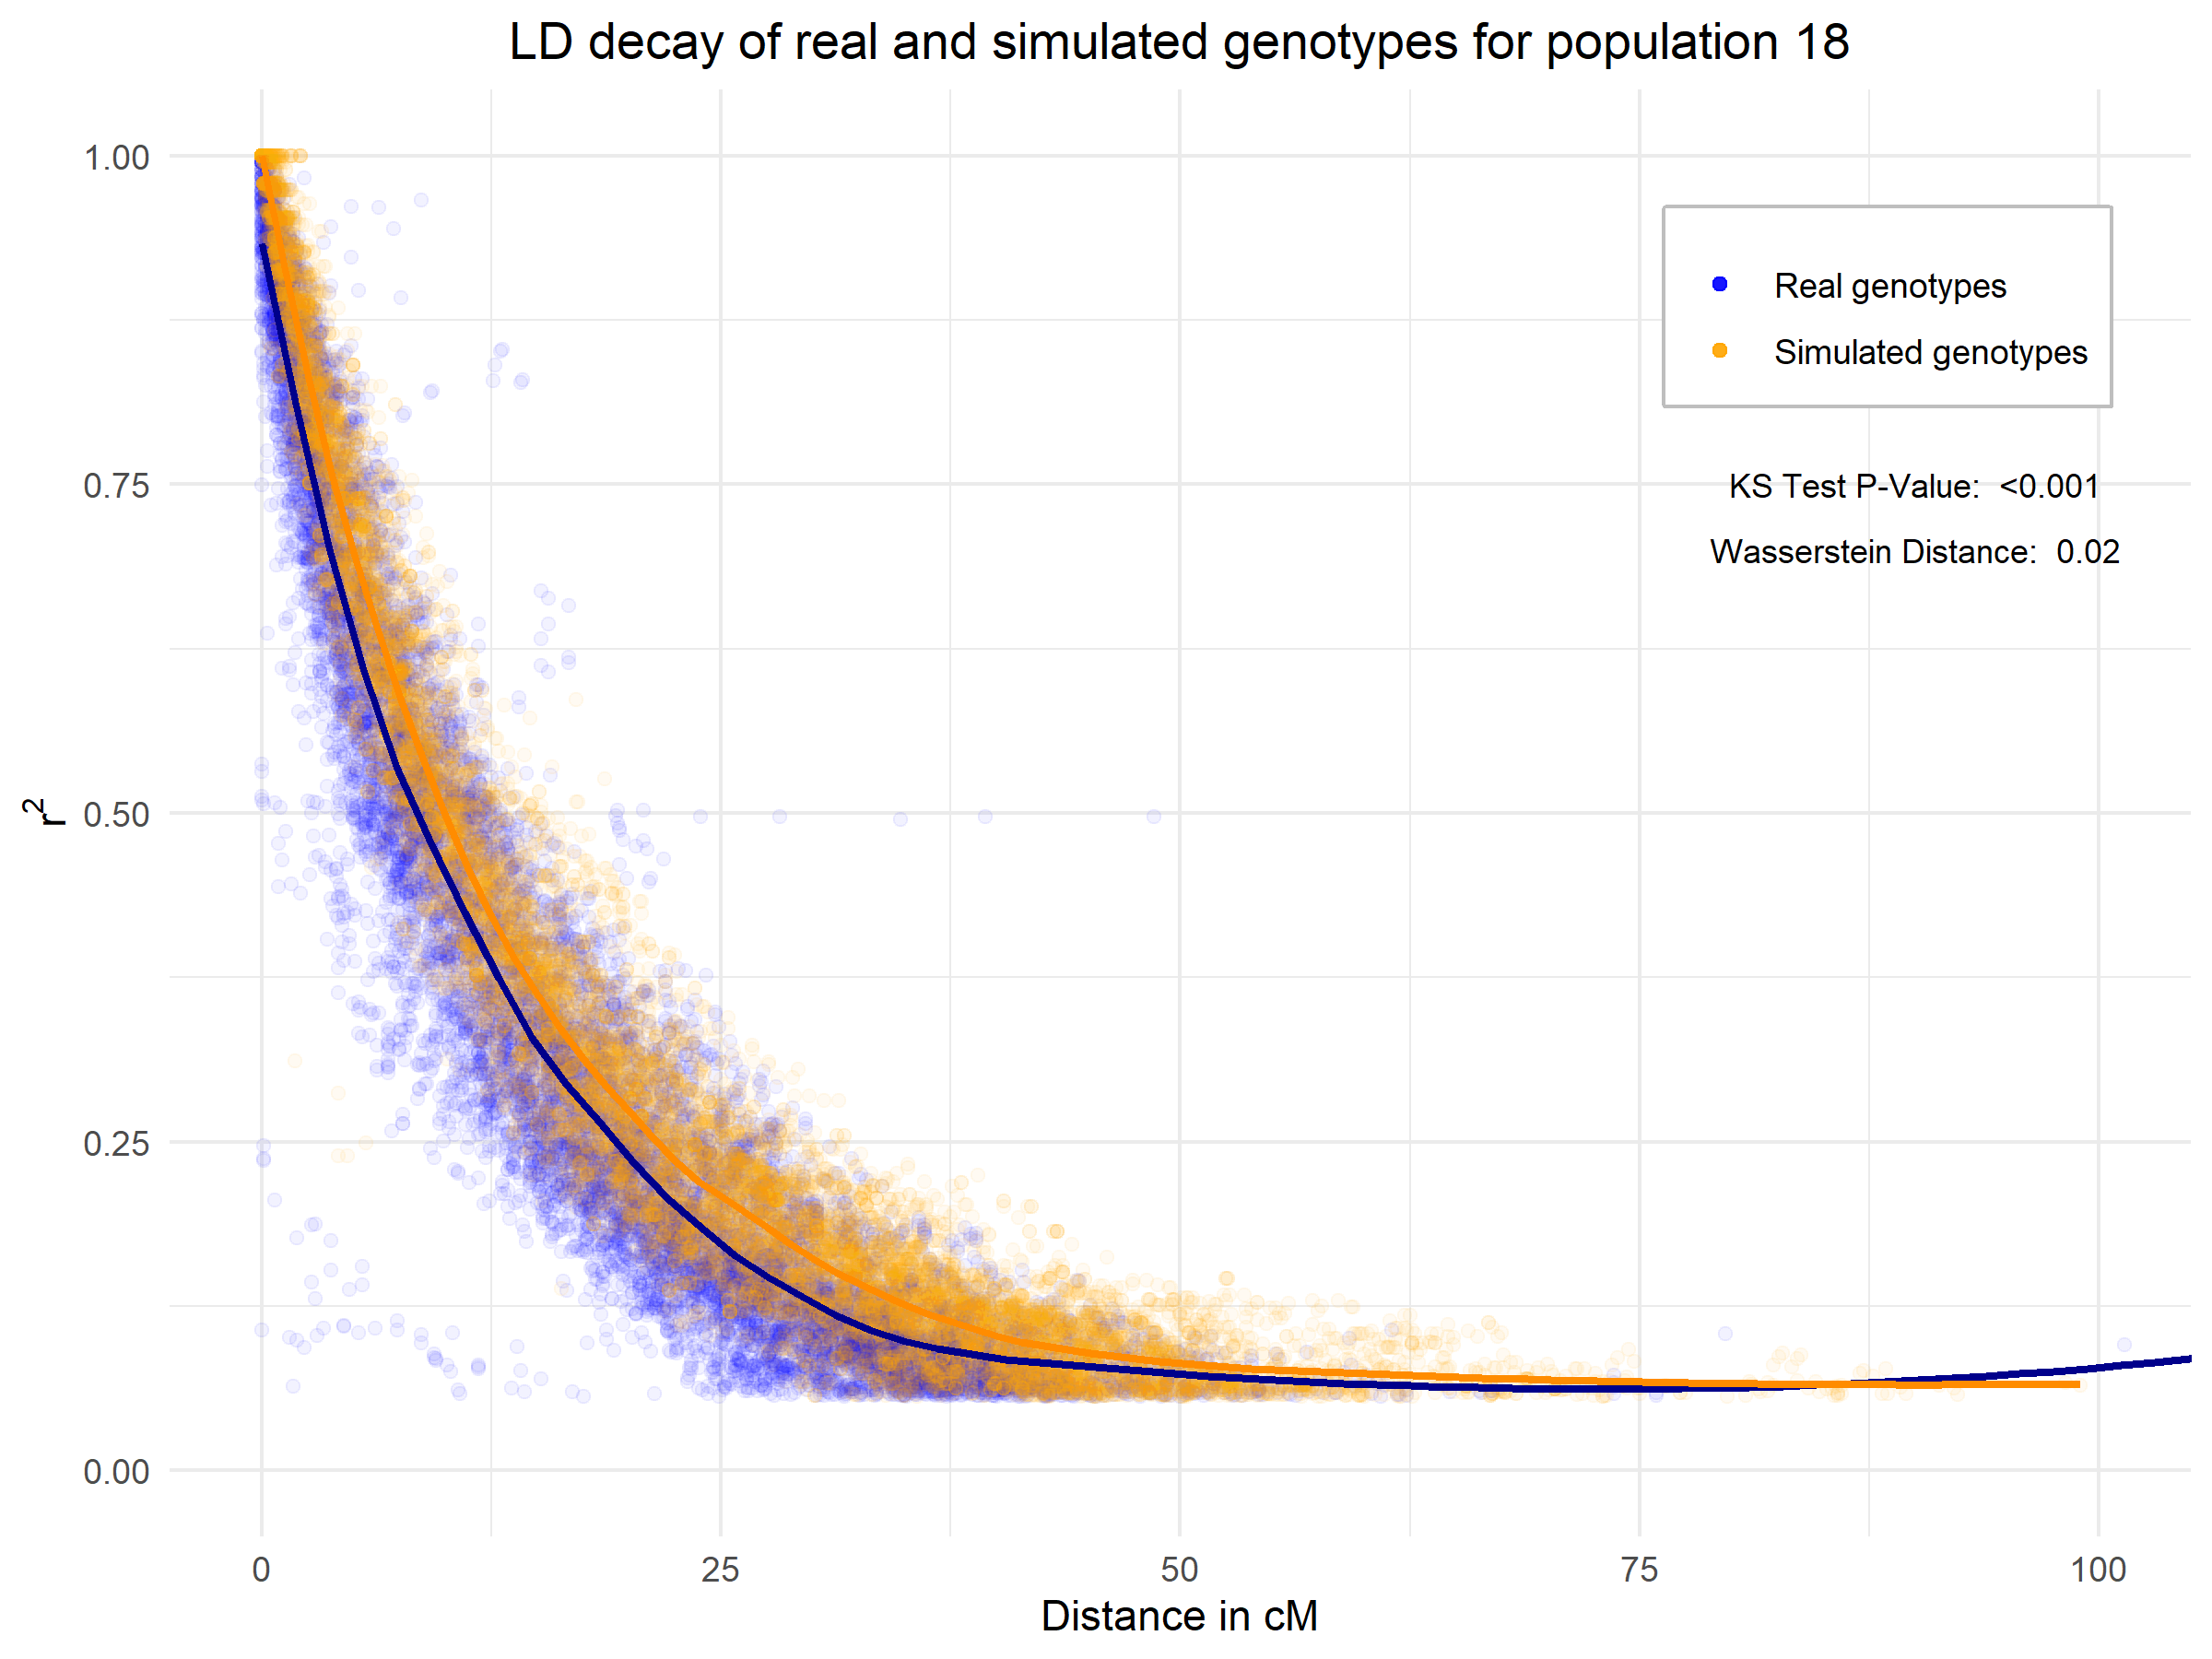 LD decay of real and simulated genotypes for population 18
1.00
0.75
0.50
0.25
0.00
r²
Real genotypes
Simulated genotypes
KS Test P-Value: <0.001
Wasserstein Distance: 0.02
0 25 50 75 100
Distance in cM